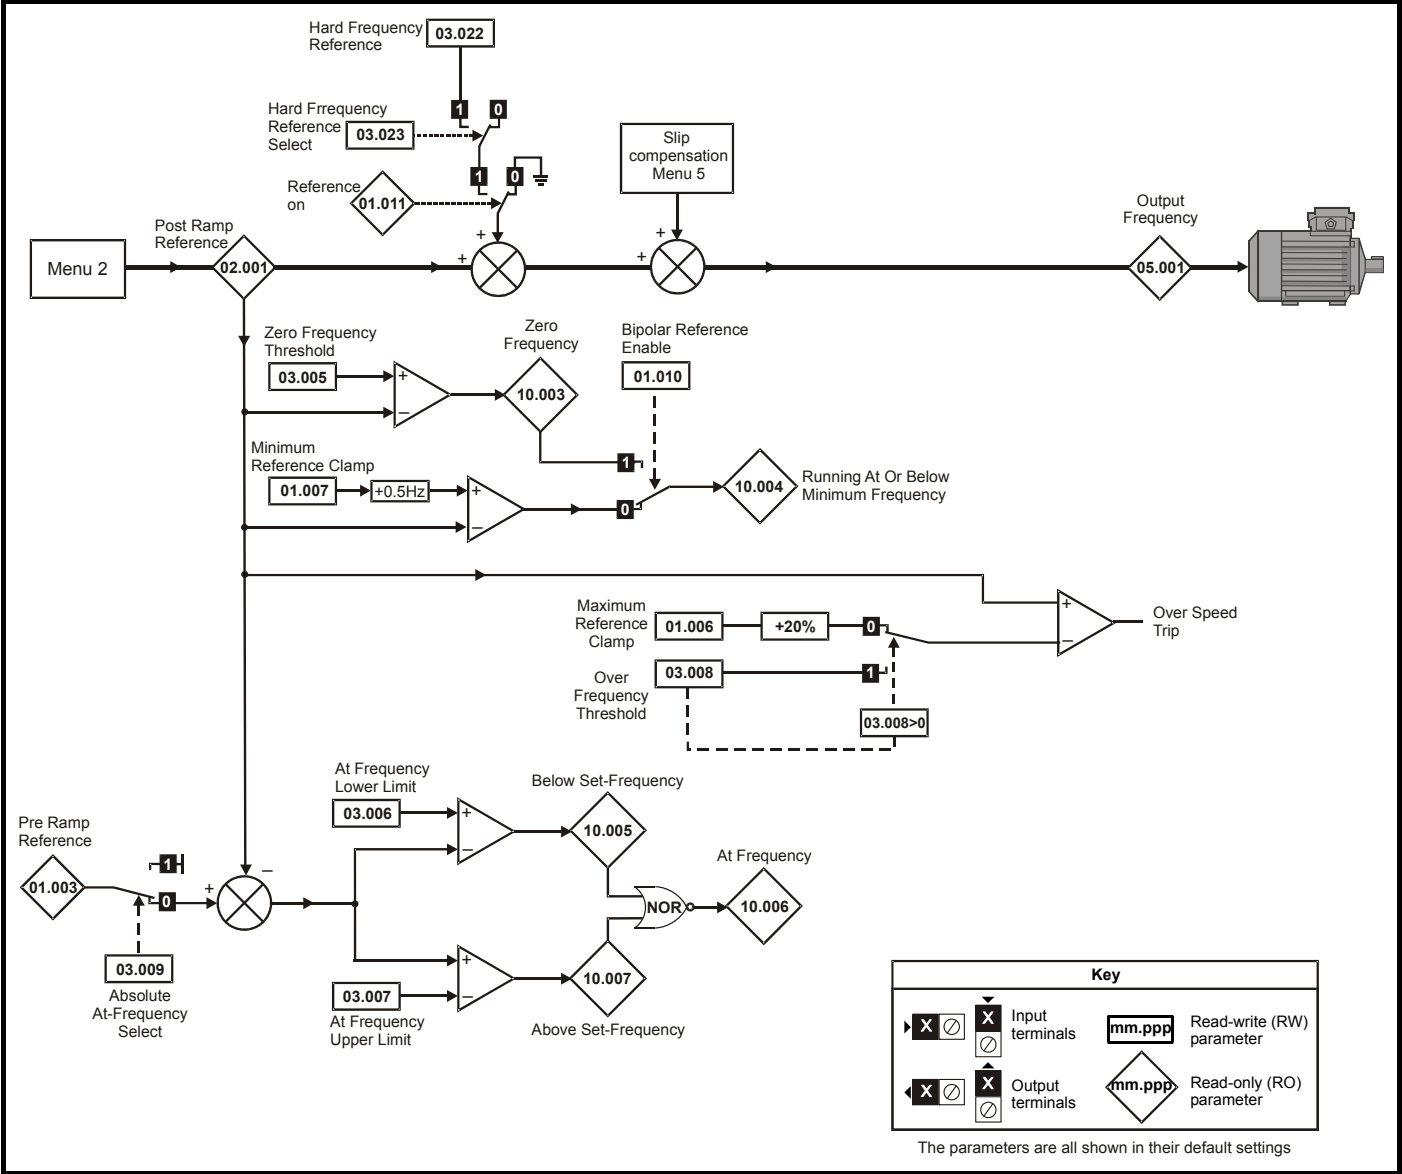 Hard Frequency
Reference
03.022
1 0
Hard Frrequency
Reference
Select
03.023
1 0
Reference
on
01.011
Slip
compensation
Menu 5
Output
Frequency
Post Ramp
Reference
Menu 2
02.001
+
+
+
+
05.001
Zero Frequency
Threshold
03.005
+
–
Zero
Frequency
10.003
Bipolar Reference
Enable
01.010
Minimum
Reference Clamp
01.007
+0.5Hz
+
–
1
0
10.004
Running At Or Below
Minimum Frequency
Maximum
Reference
Clamp
01.006
+20%
0
+
–
Over Speed
Trip
Over
Frequency
Threshold
03.008
1
03.008>0
At Frequency
Lower Limit
03.006
+
–
Below Set-Frequency
10.005
Pre Ramp
Reference
01.003
1
0
+
–
03.009
Absolute
At-Frequency
Select
NOR
At Frequency
10.006
+
–
03.007
At Frequency
Upper Limit
10.007
Above Set-Frequency
Key
X
X
Input
terminals
mm.ppp
Read-write (RW)
parameter
X
X
Output
terminals
mm.ppp
Read-only (RO)
parameter
The parameters are all shown in their default settings